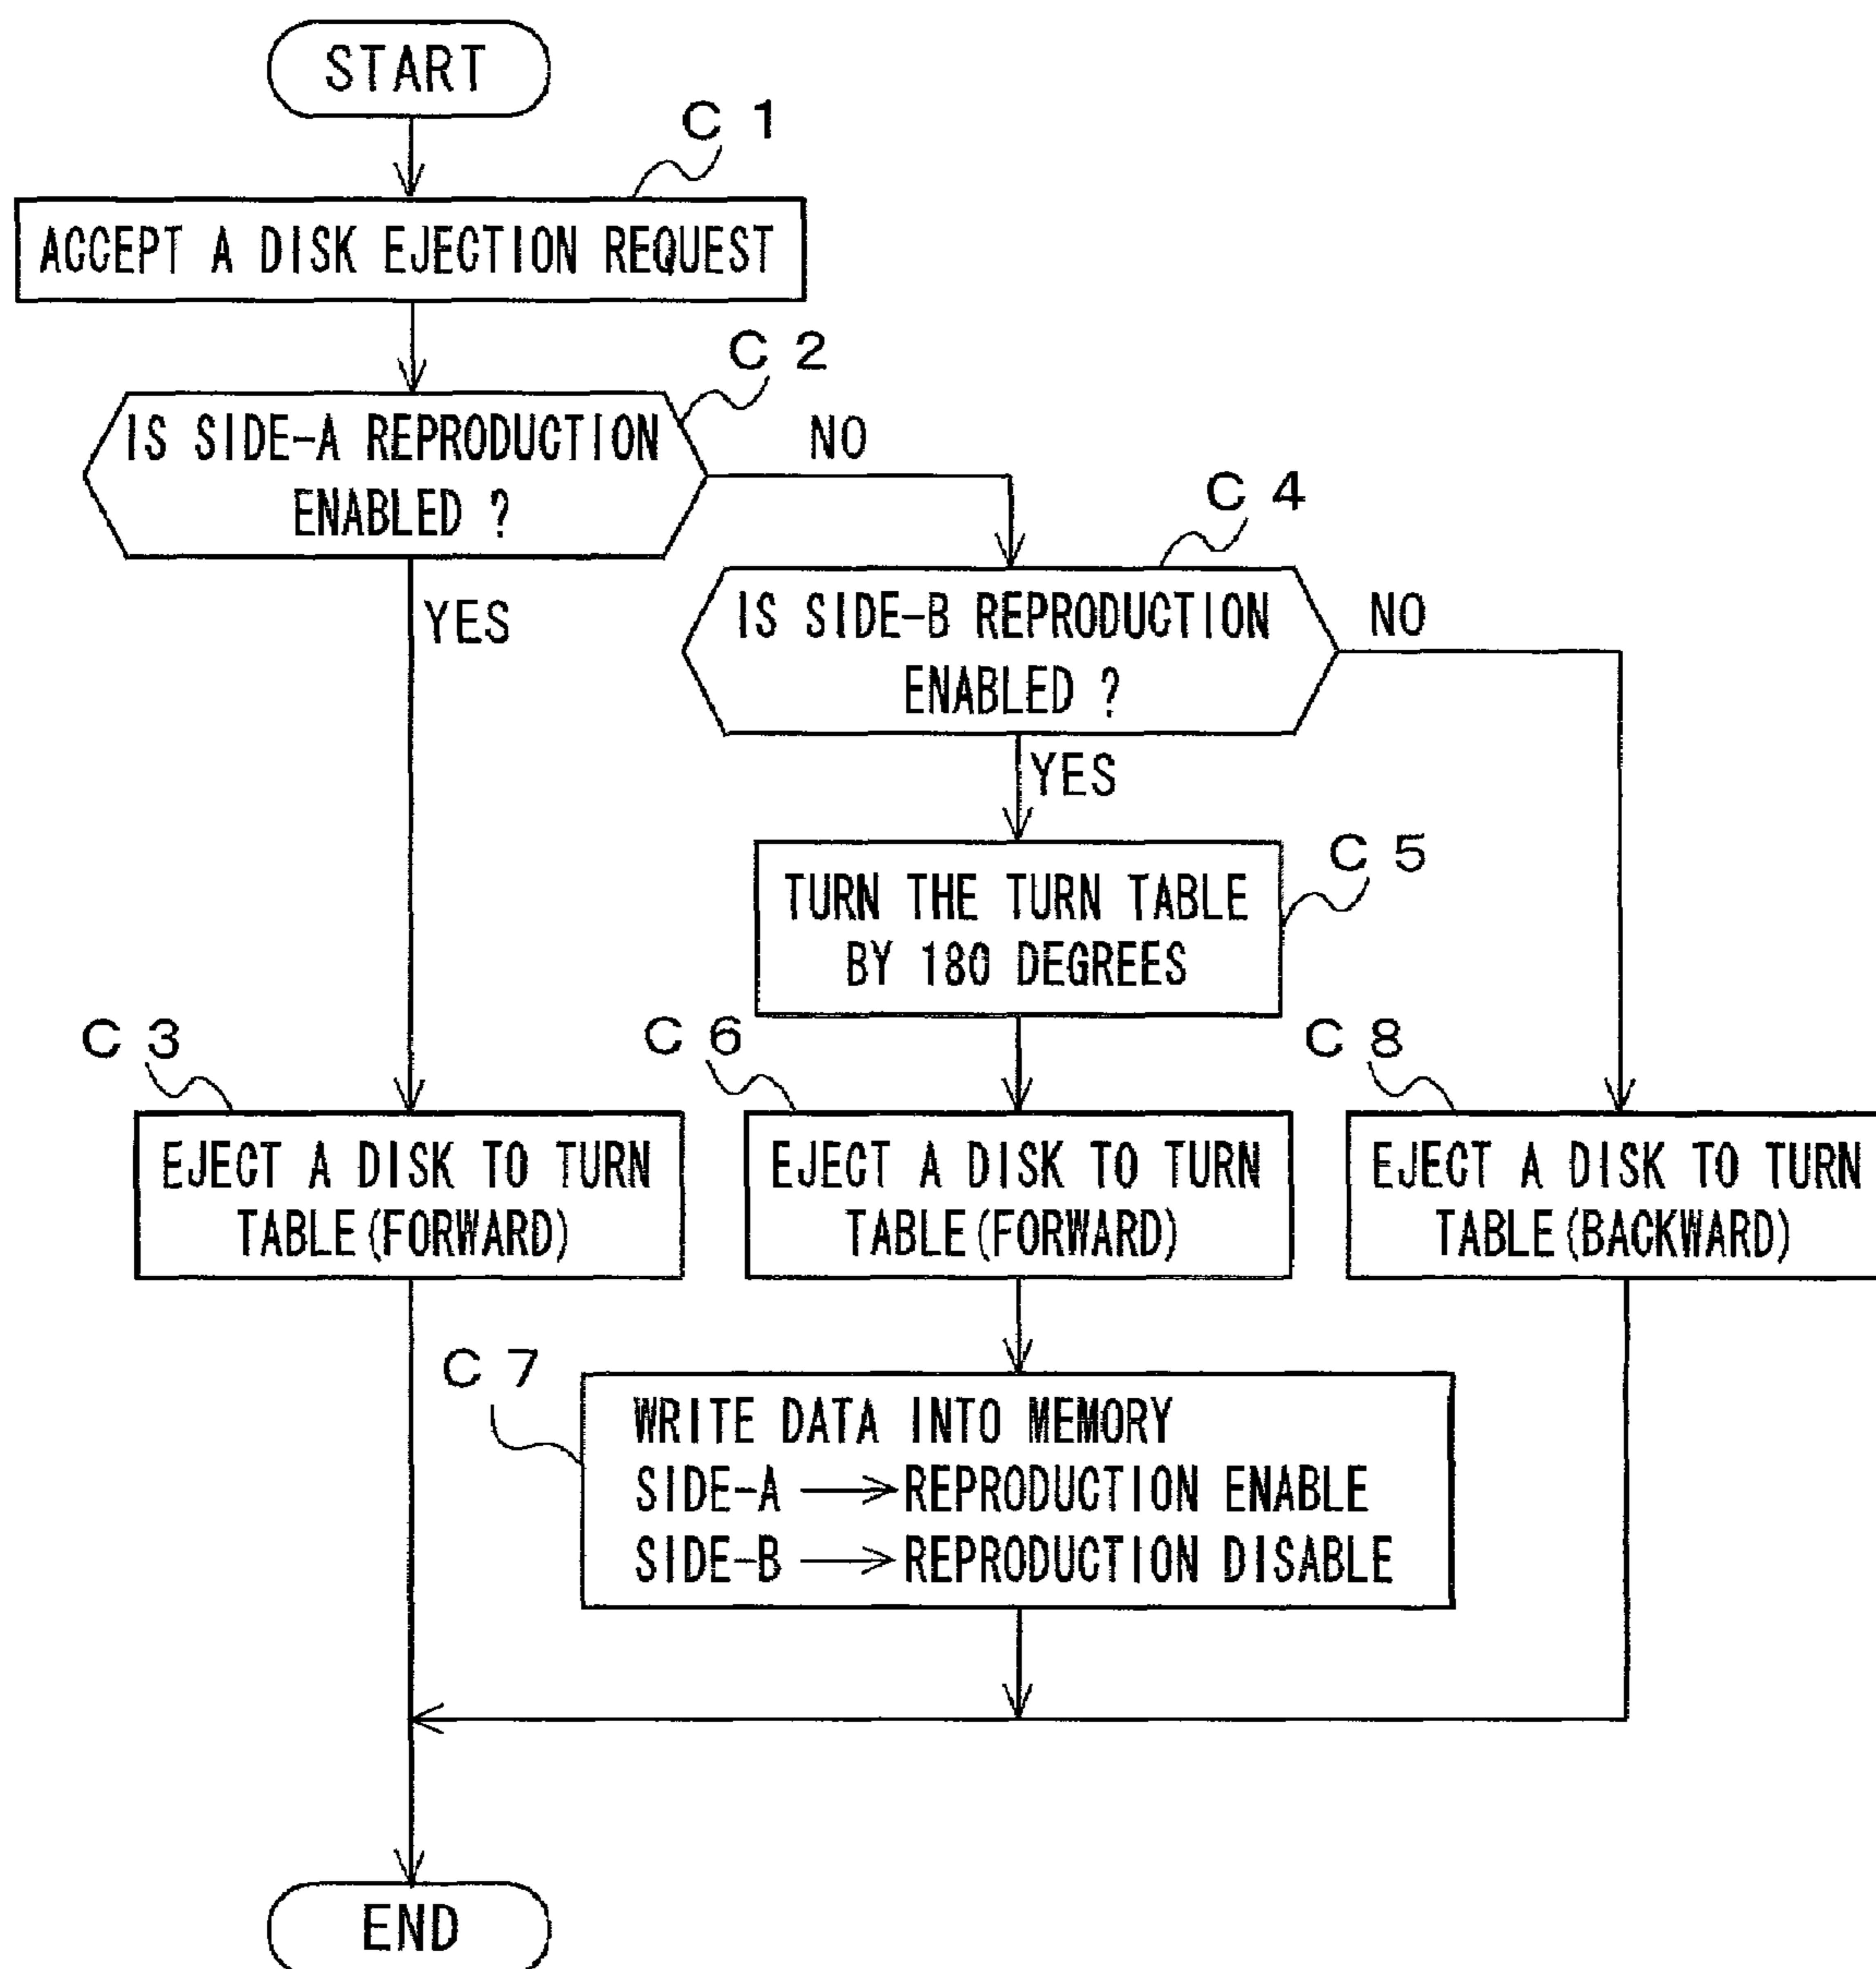 START
C 1
ACCEPT A DISK EJECTION REQUEST
C 2
IS SIDE-A REPRODUCTION
ENABLED ?
NO
YES
C 4
IS SIDE-B REPRODUCTION
ENABLED ?
NO
YES
C 5
TURN THE TURN TABLE
BY 180 DEGREES
C 3
EJECT A DISK TO TURN
TABLE (FORWARD)
C 6
EJECT A DISK TO TURN
TABLE (FORWARD)
C 8
EJECT A DISK TO TURN
TABLE (BACKWARD)
C 7
WRITE DATA INTO MEMORY
SIDE-A → REPRODUCTION ENABLE
SIDE-B → REPRODUCTION DISABLE
END